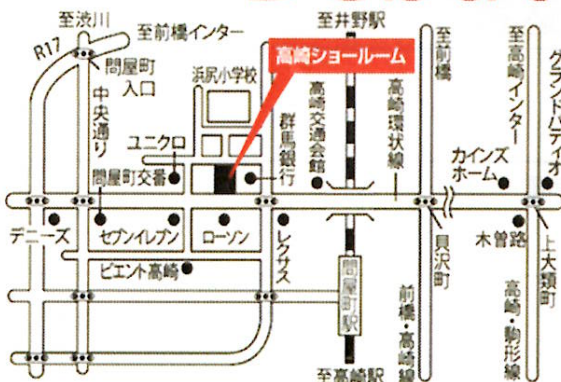 至渋川
R17
至前橋インター
問屋町
入口
中央通り
浜尻小学校
高崎ショールーム
至井野駅
至前橋
至高崎インター
グランドパティオ
ユニクロ
群馬銀行
高崎交通会館
高崎環状線
カインズ
ホーム
問屋町交番
デニーズ
セブンイレブン
ローソン
レクサス
貝沢町
木曽路
上大類町
ビエント高崎
問屋町駅
前橋・高崎線
高崎・駒形線
至高崎駅